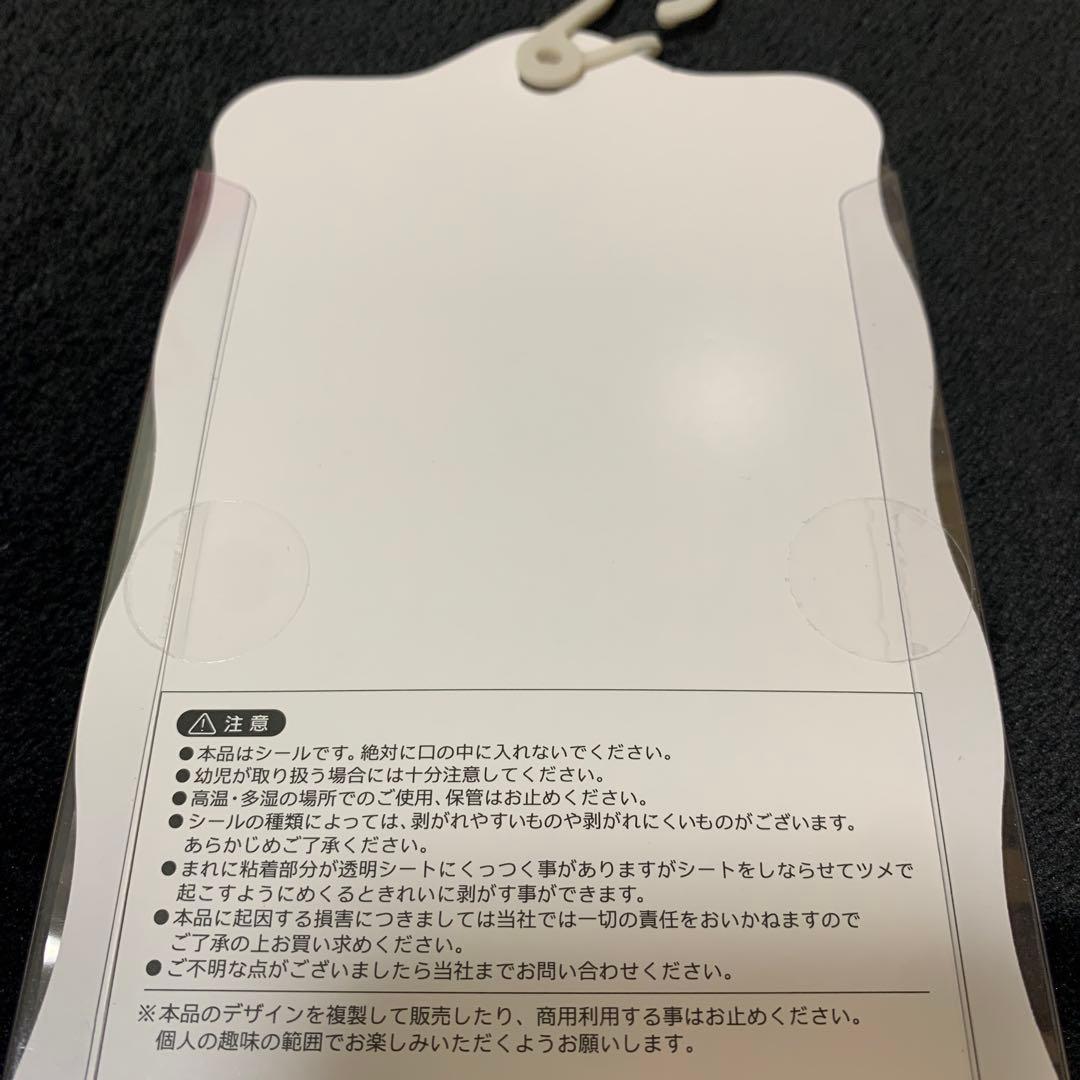 注意
●本品はシールです。絶対に口の中に入れないでください。
●幼児が取り扱う場合には十分注意してください。
●高温・多湿の場所でのご使用、保管はお止めください。
●シールの種類によっては、剥がれやすいものや剥がれにくいものがございます。
あらかじめご了承ください。
●まれに粘着部分が透明シートにくっつく事がありますがシートをしならせてツメで
起こすようにめくるときれいに剥がす事ができます。
●本品に起因する損害につきましては当社では一切の責任をおいかねますので
ご了承の上お買い求めください。
●ご不明な点がございましたら当社までお問い合わせください。
※本品のデザインを複製して販売したり、商用利用する事はお止めください。
個人の趣味の範囲でお楽しみいただくようお願いします。